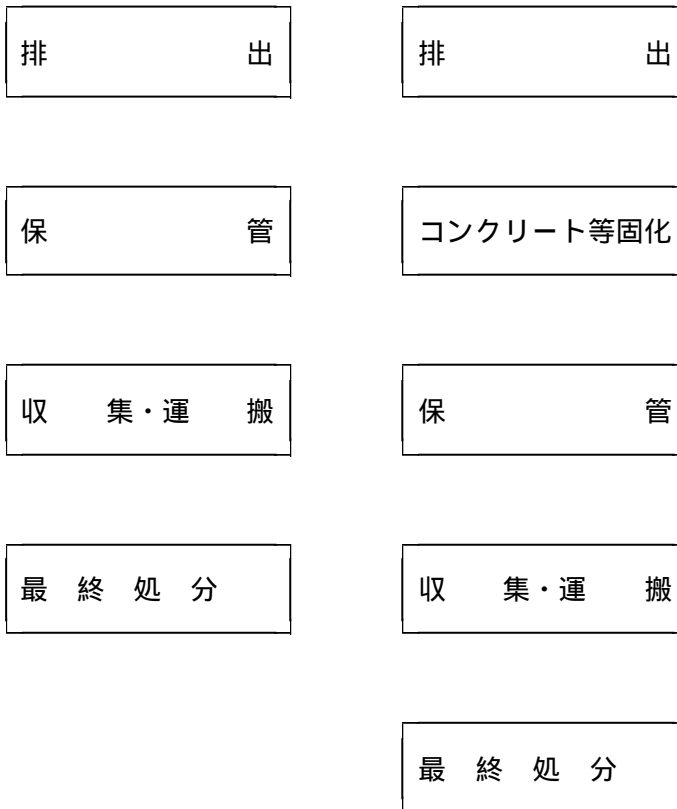 排出
保管
収集・運搬
最終処分
排出
コンクリート等固化
保管
収集・運搬
最終処分